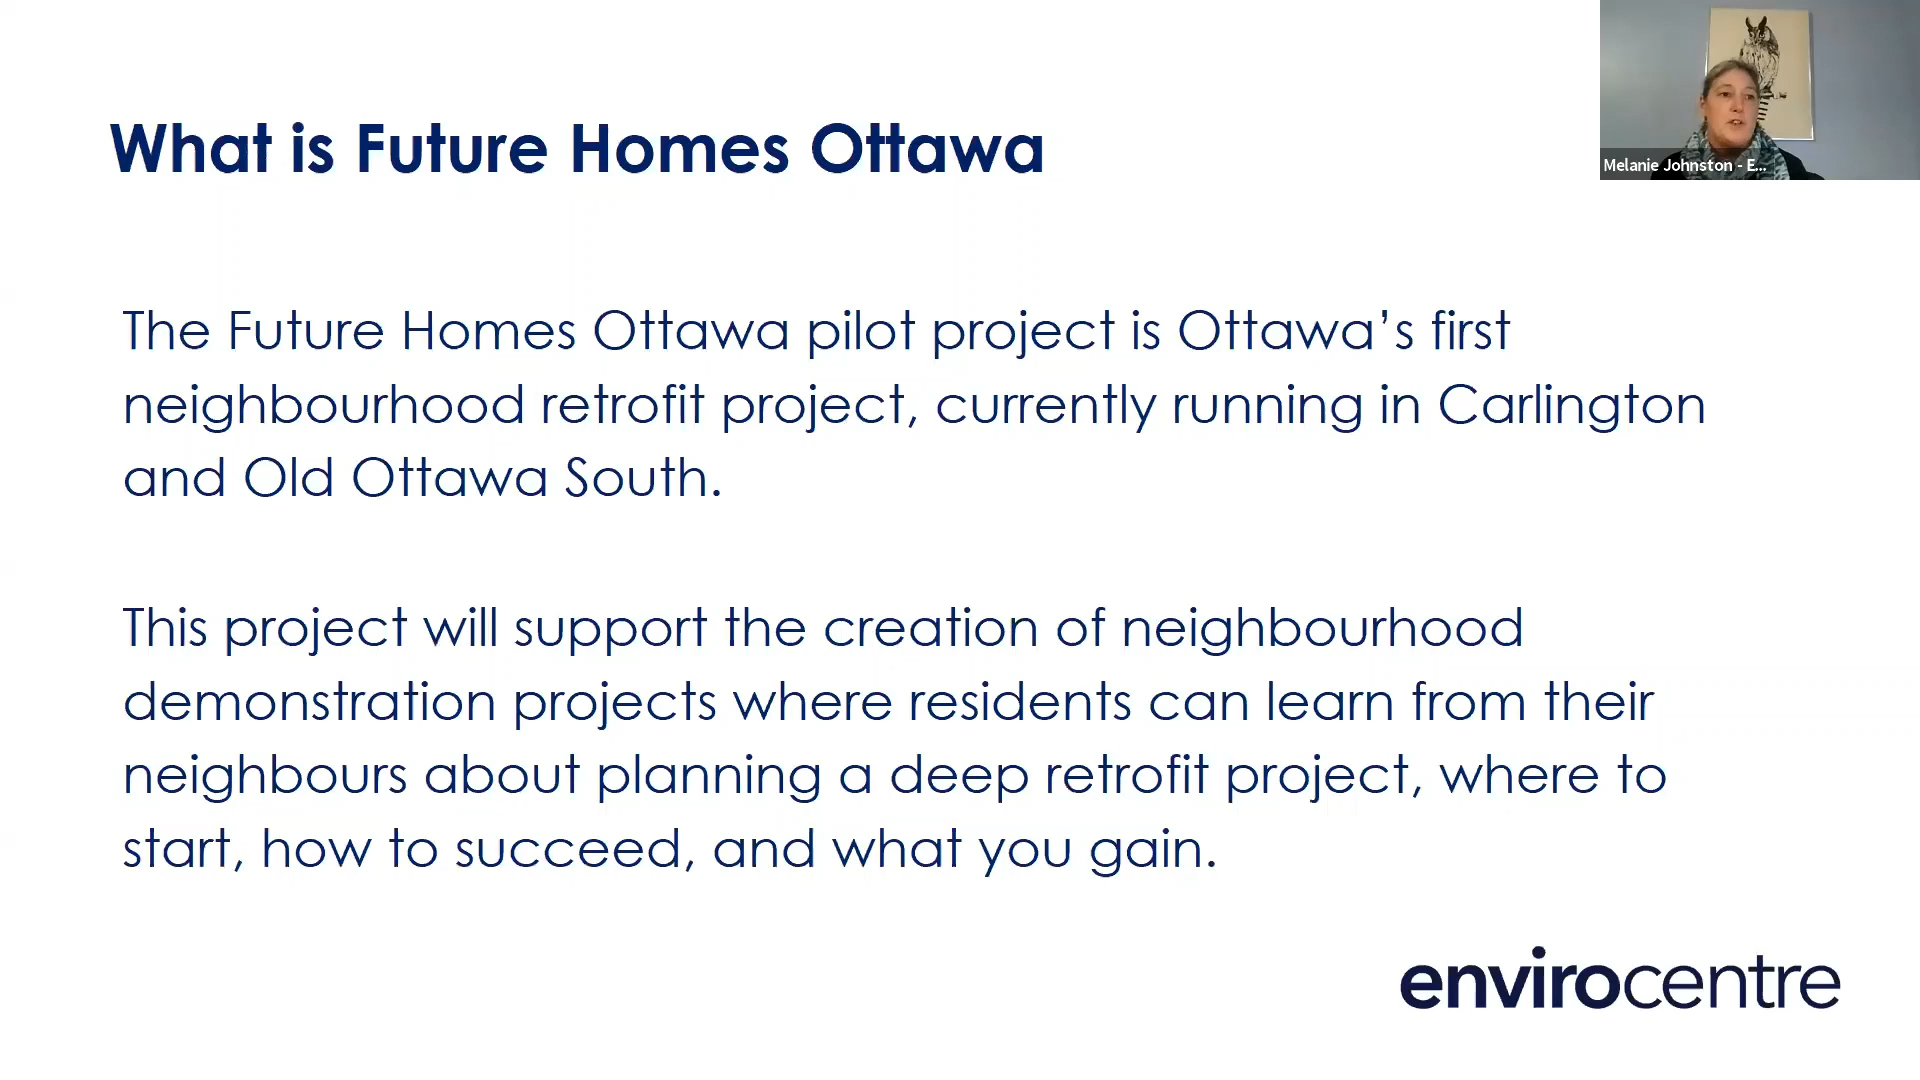 What is Future Homes Ottawa
Melanie Johnston - E...
The Future Homes Ottawa pilot project is Ottawa’s first
neighbourhood retrofit project, currently running in Carlington
and Old Ottawa South.
This project will support the creation of neighbourhood
demonstration projects where residents can learn from their
neighbours about planning a deep retrofit project, where to
start, how to succeed, and what you gain.
envirocentre